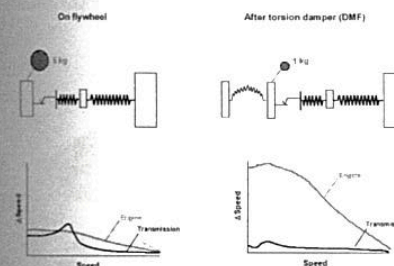 On flywheel
After torsion damper (DMF)
5 kg
1 kg
Δ Speed
Engine
Transmission
Speed
Δ Speed
Engine
Speed